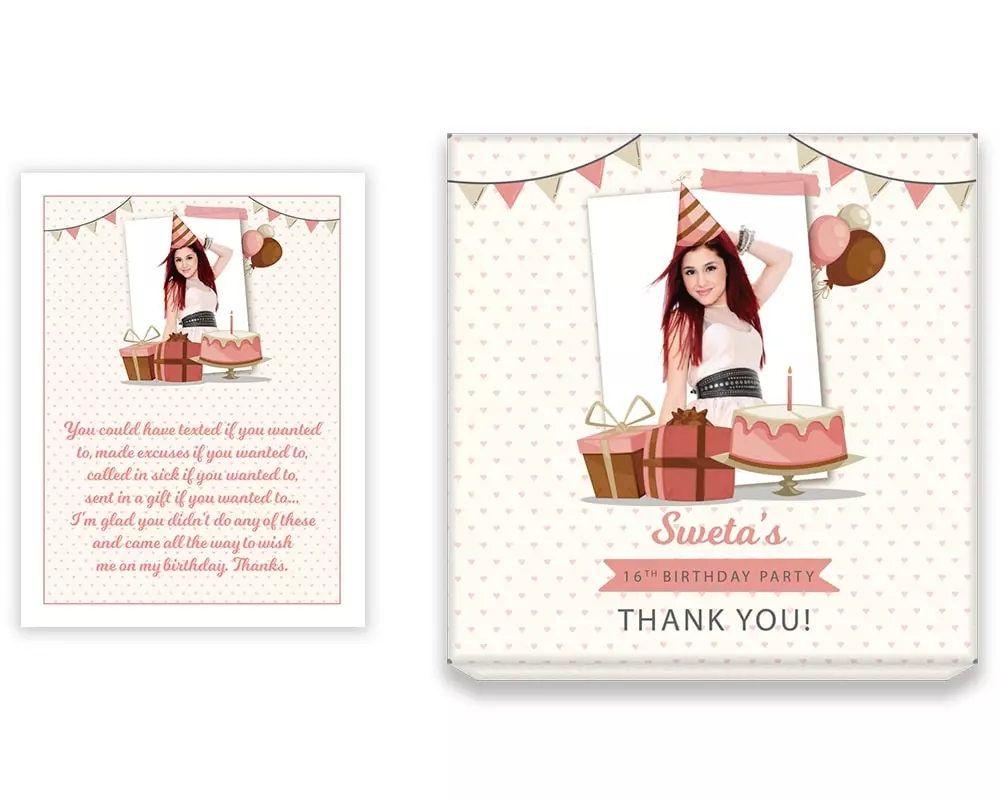 You could have texted if you wanted
to, made excuses if you wanted to,
called in sick if you wanted to,
sent in a gift if you wanted to...
I'm glad you didn't do any of these
and came all the way to wish
me on my birthday. Thanks.
Sweta's
16TH BIRTHDAY PARTY
THANK YOU!